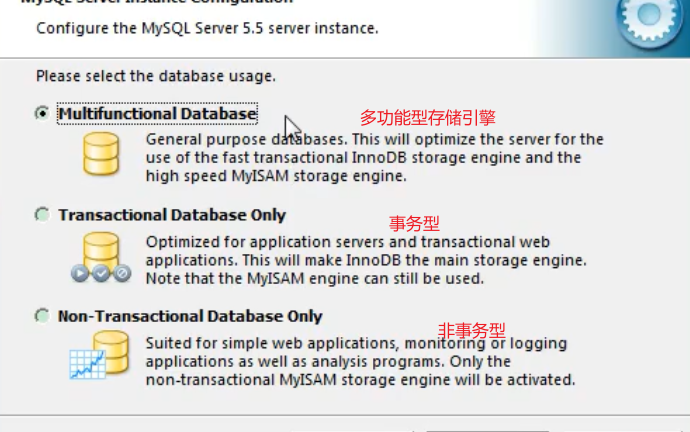 MySQL Server Instance Configuration
Configure the MySQL Server 5.5 server instance.
Please select the database usage.
Multifunctional Database
多功能型存储引擎
General purpose databases. This will optimize the server for the
use of the fast transactional InnoDB storage engine and the
high speed MyISAM storage engine.
Transactional Database Only
事务型
Optimized for application servers and transactional web
applications. This will make InnoDB the main storage engine.
Note that the MyISAM engine can still be used.
Non-Transactional Database Only
非事务型
Suited for simple web applications, monitoring or logging
applications as well as analysis programs. Only the
non-transactional MyISAM storage engine will be activated.